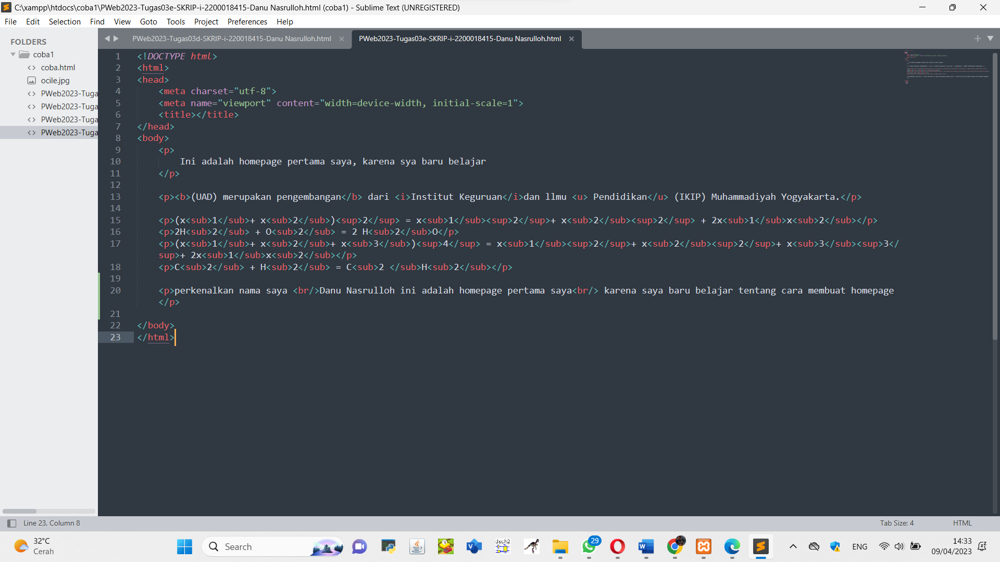 C:\xampp\htdocs\coba1\PWeb2023-Tugas03e-SKRIP-i-2200018415-Danu Nasrulloh.html (coba1) - Sublime Text (UNREGISTERED)
File Edit Selection Find View Goto Tools Project Preferences Help
FOLDERS
coba1
coba.html
ocile.jpg
PWeb2023-Tuga
PWeb2023-Tuga
PWeb2023-Tuga
PWeb2023-Tuga
PWeb2023-Tugas03d-SKRIP-i-220018415-Danu Nasrulloh.html
PWeb2023-Tugas03e-SKRIP-i-2200018415-Danu Nasrulloh.html
1 <!DOCTYPE html>
2 <html>
3 <head>
4 <meta charset="utf-8">
5 <meta name="viewport" content="width=device-width, initial-scale=1">
6 <title></title>
7 </head>
8 <body>
9 <p>
10 Ini adalah homepage pertama saya, karena sya baru belajar
11 </p>
12
13 <p><b>(UAD) merupakan pengembangan</b> dari <i>Institut Keguruan</i>dan llmu <u> Pendidikan</u> (IKIP) Muhammadiyah Yogyakarta.</p>
14
15 <p>(x<sub>1</sub>+ x<sub>2</sub>)<sup>2</sup> = x<sub>1</sub><sup>2</sup>+ x<sub>2</sub><sup>2</sup> + 2x<sub>1</sub>x<sub>2</sub></p>
16 <p>2H<sub>2</sub> + O<sub>2</sub> = 2 H<sub>2</sub>O</p>
17 <p>(x<sub>1</sub>+ x<sub>2</sub>+ x<sub>3</sub>)<sup>4</sup> = x<sub>1</sub><sup>2</sup>+ x<sub>2</sub><sup>2</sup>+ x<sub>3</sub><sup>3</
sup>+ 2x<sub>1</sub>x<sub>2</sub></p>
18 <p>C<sub>2</sub> + H<sub>2</sub> = C<sub>2 </sub>H<sub>2</sub></p>
19
20 <p>perkenalkan nama saya <br/>Danu Nasrulloh ini adalah homepage pertama saya<br/> karena saya baru belajar tentang cara membuat homepage
</p>
21
22 </body>
23 </html>
Line 23, Column 8
Tab Size: 4
HTML
32°C
Cerah
Search
dsch2
29
ENG
14:33
09/04/2023